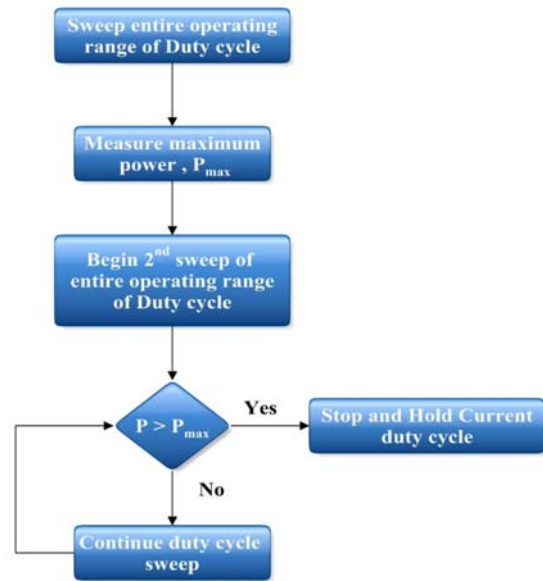 Sweep entire operating
range of Duty cycle
Measure maximum
power , Pmax
Begin 2nd sweep of
entire operating range
of Duty cycle
P > Pmax
Yes
Stop and Hold Current
duty cycle
No
Continue duty cycle
sweep